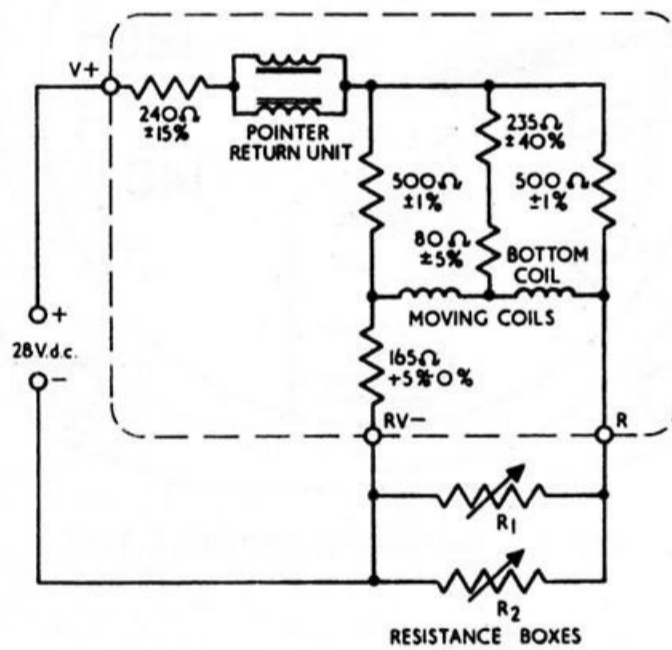 V+
240Ω
±15%
POINTER
RETURN UNIT
235Ω
±40%
500Ω
±1%
500Ω
±1%
80Ω
±5%
BOTTOM
COIL
MOVING COILS
+
28V.d.c.
−
165Ω
+5%0%
RV−
R
R1
R2
RESISTANCE BOXES